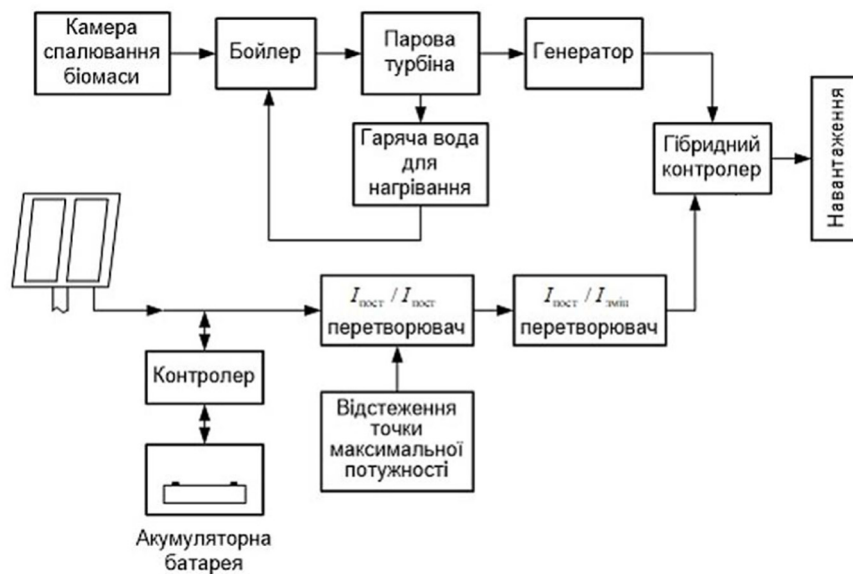 Камера
спалювання
біомаси
Бойлер
Парова
турбіна
Генератор
Гаряча вода
для
нагрівання
Гібридний
контролер
Навантаження
Iпост / Iпост
перетворювач
Iпост / Iзмін
перетворювач
Контролер
Відстеження
точки
максимальної
потужності
Акумуляторна
батарея